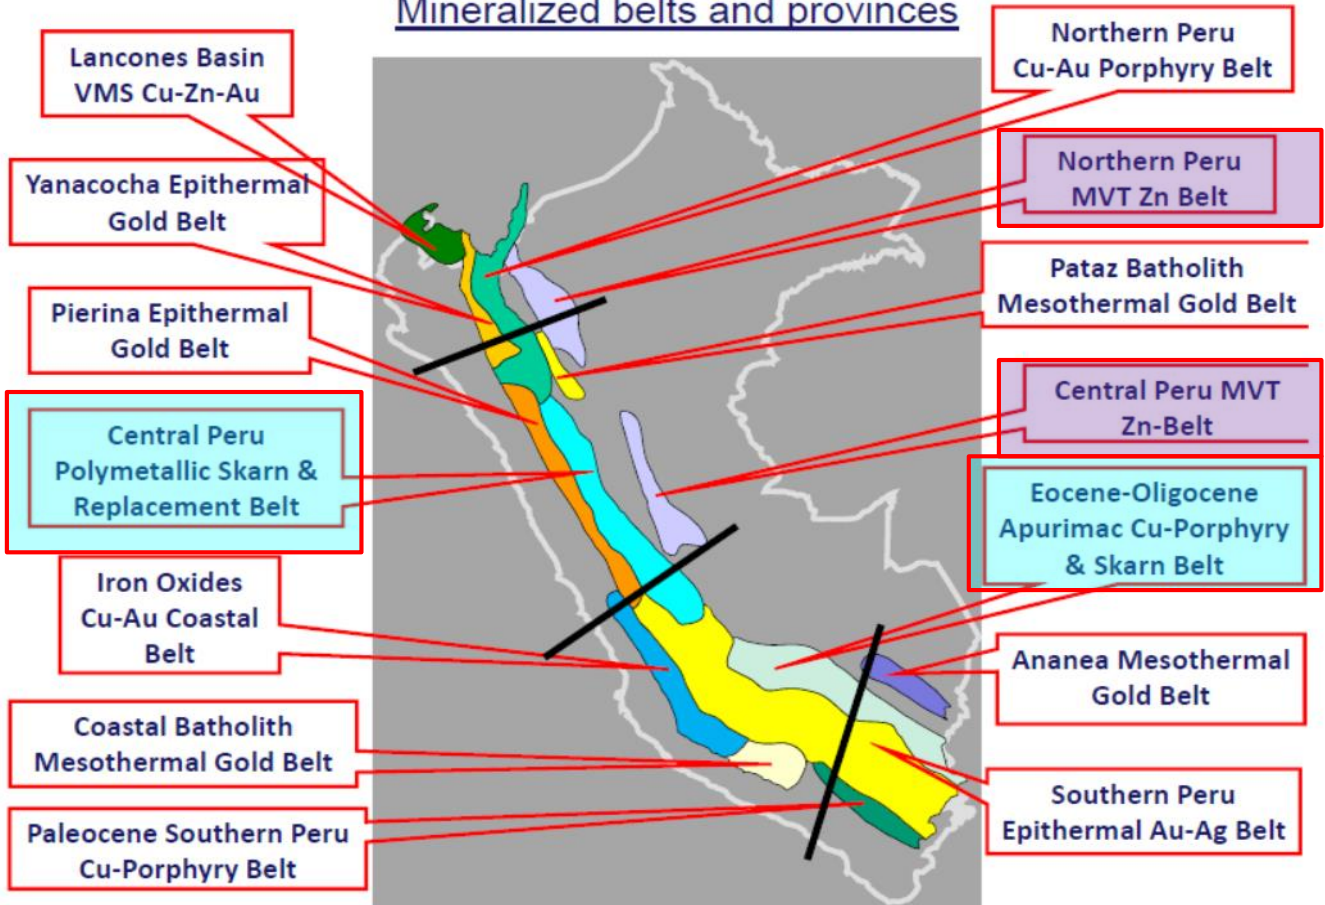 Mineralized belts and provinces
Lancones Basin
VMS Cu-Zn-Au
Yanacocha Epithermal
Gold Belt
Pierina Epithermal
Gold Belt
Central Peru
Polymetallic Skarn &
Replacement Belt
Iron Oxides
Cu-Au Coastal
Belt
Coastal Batholith
Mesothermal Gold Belt
Paleocene Southern Peru
Cu-Porphyry Belt
Northern Peru
Cu-Au Porphyry Belt
Northern Peru
MVT Zn Belt
Pataz Batholith
Mesothermal Gold Belt
Central Peru MVT
Zn-Belt
Eocene-Oligocene
Apurimac Cu-Porphyry
& Skarn Belt
Ananea Mesothermal
Gold Belt
Southern Peru
Epithermal Au-Ag Belt